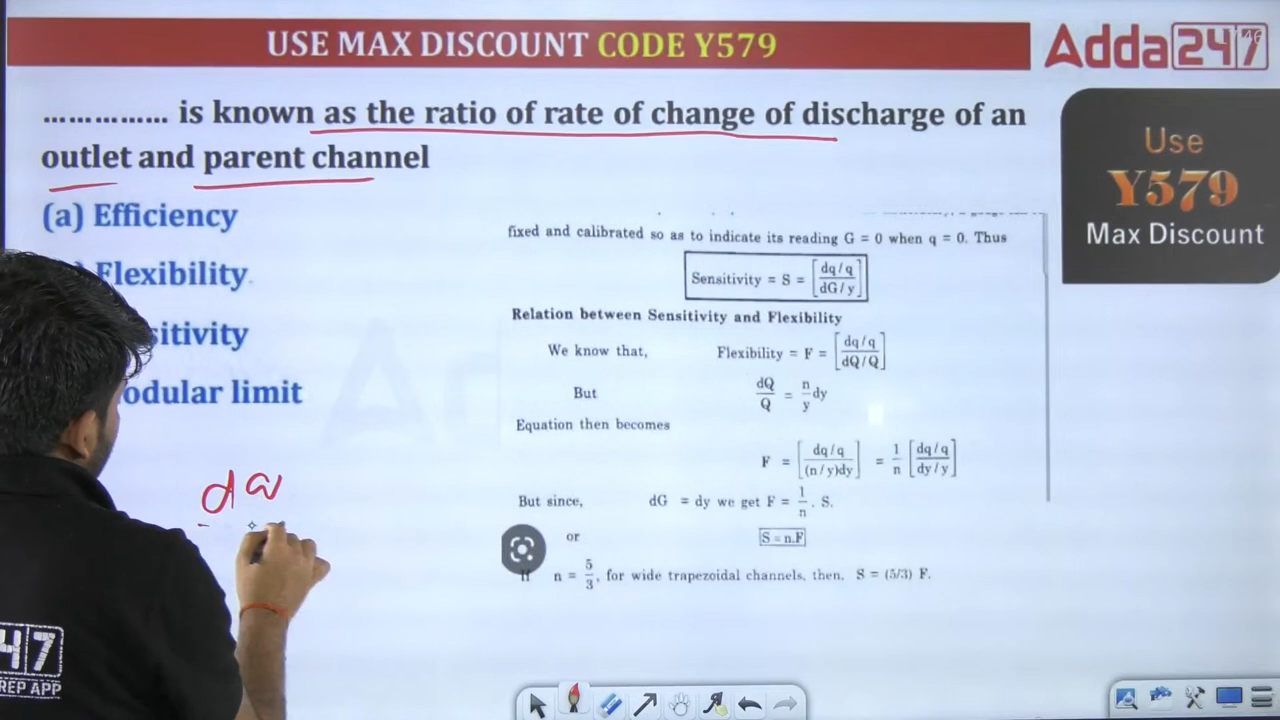 USE MAX DISCOUNT CODE Y579
Adda247
Use
Y579
Max Discount
............... is known as the ratio of rate of change of discharge of an
outlet and parent channel
(a) Efficiency
Flexibility
sitivity
odular limit
fixed and calibrated so as to indicate its reading G = 0 when q = 0. Thus
Sensitivity = S = [dq/q / dG/y]
Relation between Sensitivity and Flexibility
We know that, Flexibility = F = [dq/q / dQ/Q]
But dQ/Q = n/y dy
Equation then becomes
F = [dq/q / (n/y)dy] = 1/n [dq/q / dy/y]
But since, dG = dy we get F = 1/n . S.
or S = n.F
If n = 5/3, for wide trapezoidal channels, then, S = (5/3) F.
247
PREP APP